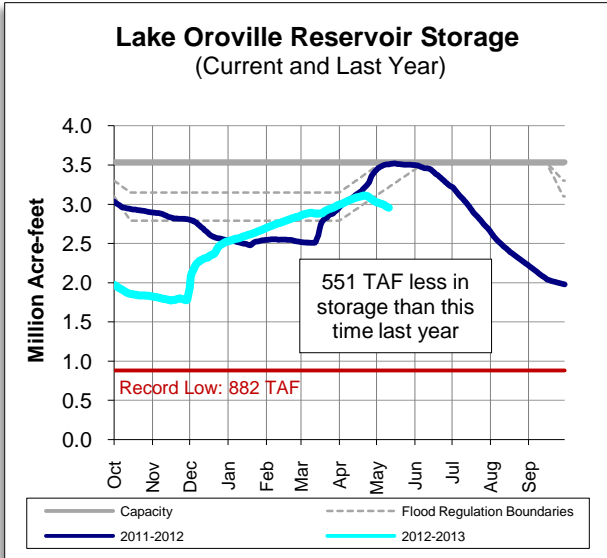 Lake Oroville Reservoir Storage
(Current and Last Year)
4.0
3.5
3.0
2.5
2.0
1.5
1.0
0.5
0.0
Million Acre-feet
551 TAF less in
storage than this
time last year
Record Low: 882 TAF
Oct
Nov
Dec
Jan
Feb
Mar
Apr
May
Jun
Jul
Aug
Sep
Capacity
Flood Regulation Boundaries
2011-2012
2012-2013